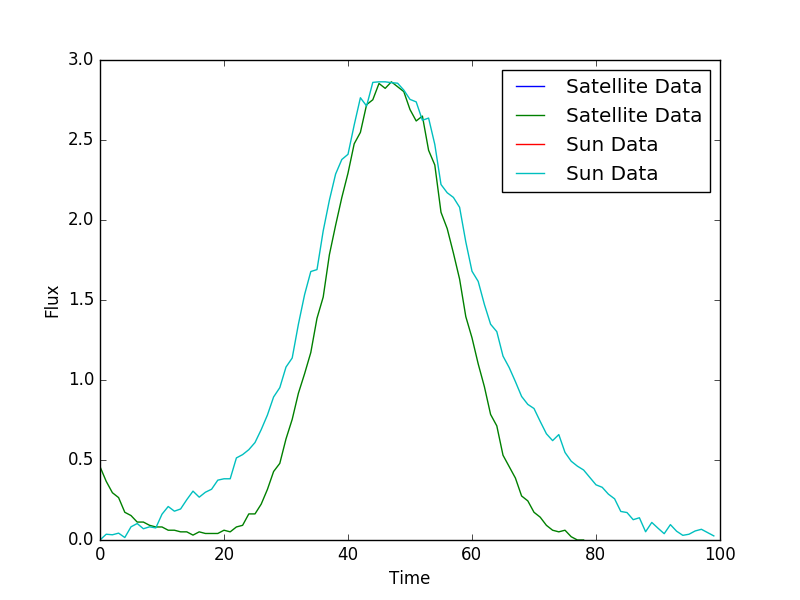 3.0
2.5
2.0
1.5
1.0
0.5
0.0
Flux
0 20 40 60 80 100
Time
Satellite Data
Satellite Data
Sun Data
Sun Data